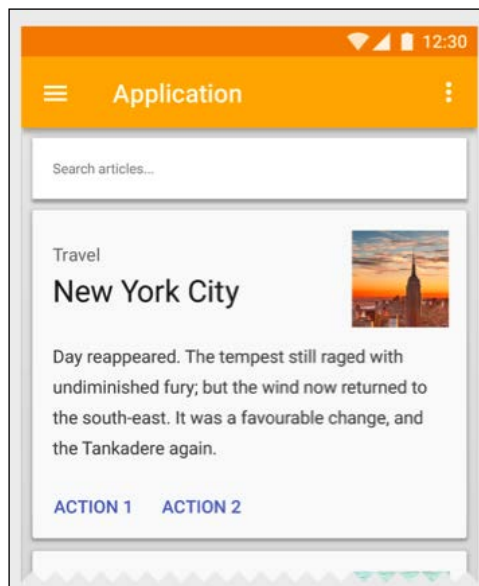 12:30
Application
Search articles...
Travel
New York City
Day reappeared. The tempest still raged with
undiminished fury; but the wind now returned to
the south-east. It was a favourable change, and
the Tankadere again.
ACTION 1 ACTION 2